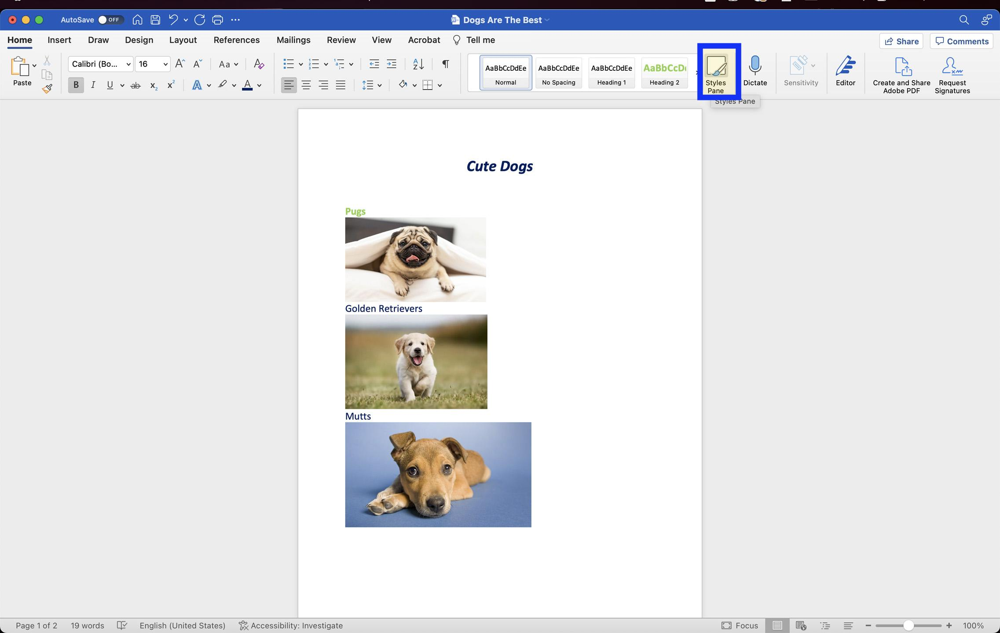 AutoSave OFF
Dogs Are The Best
Home Insert Draw Design Layout References Mailings Review View Acrobat Tell me
Share Comments
Paste
Calibri (Bo... 16
Aa
AaBbCcDdEe
Normal
AaBbCcDdEe
No Spacing
AaBbCcDdEe
Heading 1
AaBbCcD
Heading 2
Styles
Pane
Dictate
Sensitivity
Editor
Create and Share
Adobe PDF
Request
Signatures
Styles Pane
Cute Dogs
Pugs
Golden Retrievers
Mutts
Page 1 of 2 19 words English (United States) Accessibility: Investigate
Focus 100%